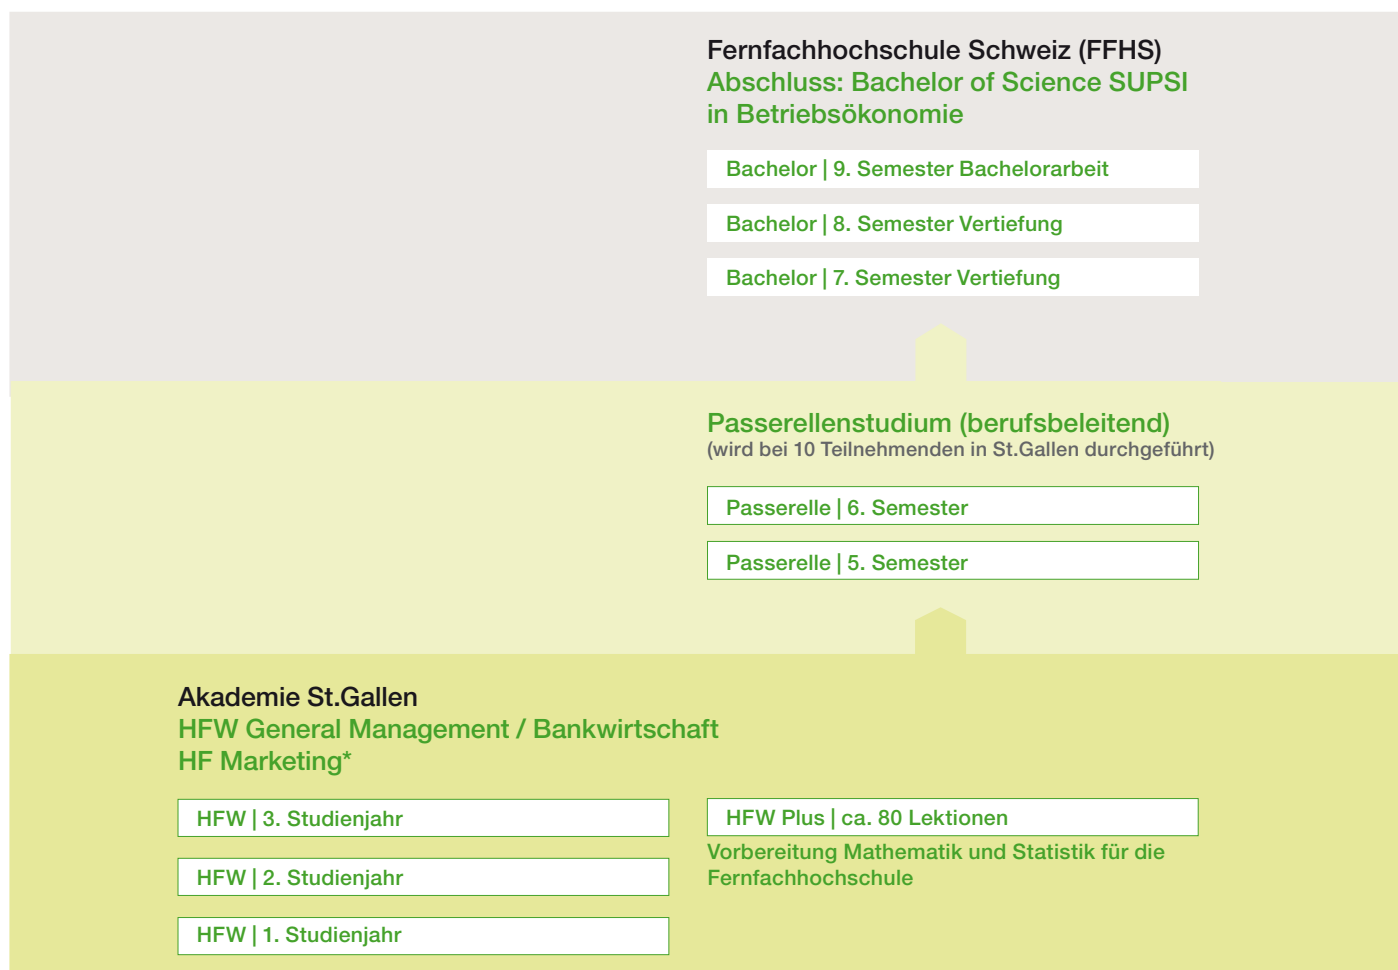 Fernfachhochschule Schweiz (FFHS)
Abschluss: Bachelor of Science SUPSI
in Betriebsökonomie
Bachelor | 9. Semester Bachelorarbeit
Bachelor | 8. Semester Vertiefung
Bachelor | 7. Semester Vertiefung
Passerellenstudium (berufsbeleitend)
(wird bei 10 Teilnehmenden in St.Gallen durchgeführt)
Passerelle | 6. Semester
Passerelle | 5. Semester
Akademie St.Gallen
HFW General Management / Bankwirtschaft
HF Marketing*
HFW | 3. Studienjahr
HFW | 2. Studienjahr
HFW | 1. Studienjahr
HFW Plus | ca. 80 Lektionen
Vorbereitung Mathematik und Statistik für die
Fernfachhochschule